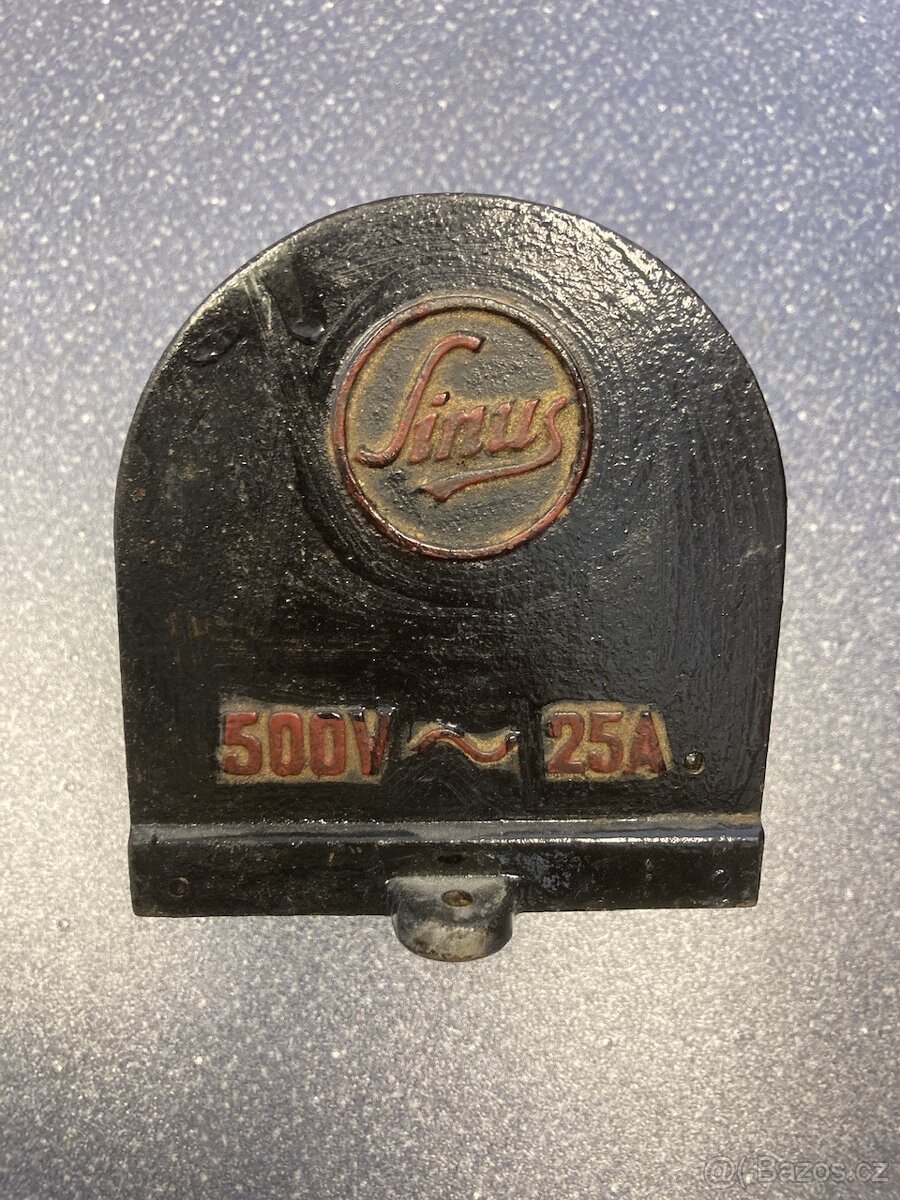 Sinus
500V ~ 25A
@( Bazos.cz